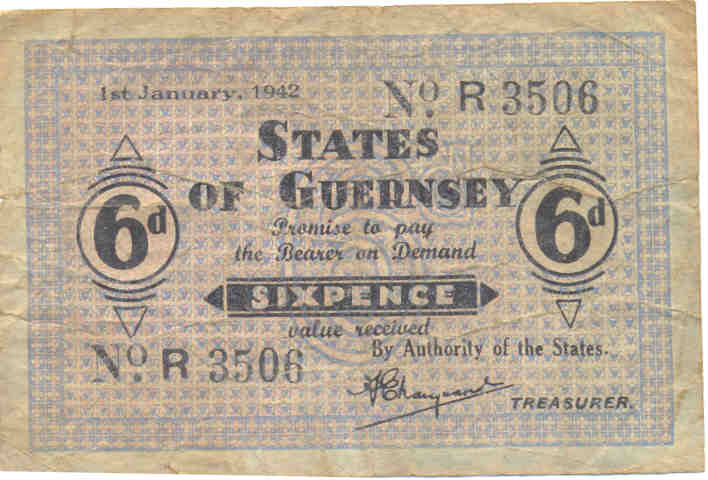 1st January, 1942
Nº R 3506
STATES
OF GUERNSEY
6d
6d
Promise to pay
the Bearer on Demand
SIXPENCE
value received
By Authority of the States.
Nº R 3506
TREASURER.